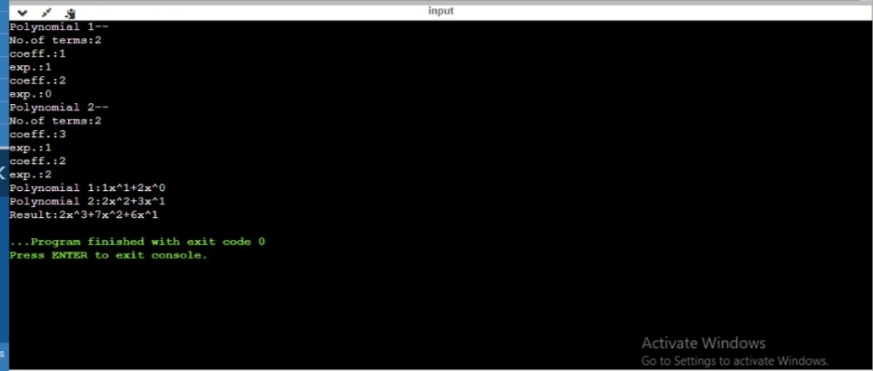 input
Polynomial 1--
No.of terms:2
coeff.:1
exp.:1
coeff.:2
exp.:0
Polynomial 2--
No.of terms:2
coeff.:3
exp.:1
coeff.:2
exp.:2
Polynomial 1:1x^1+2x^0
Polynomial 2:2x^2+3x^1
Result:2x^3+7x^2+6x^1
...Program finished with exit code 0
Press ENTER to exit console.
Activate Windows
Go to Settings to activate Windows.
s